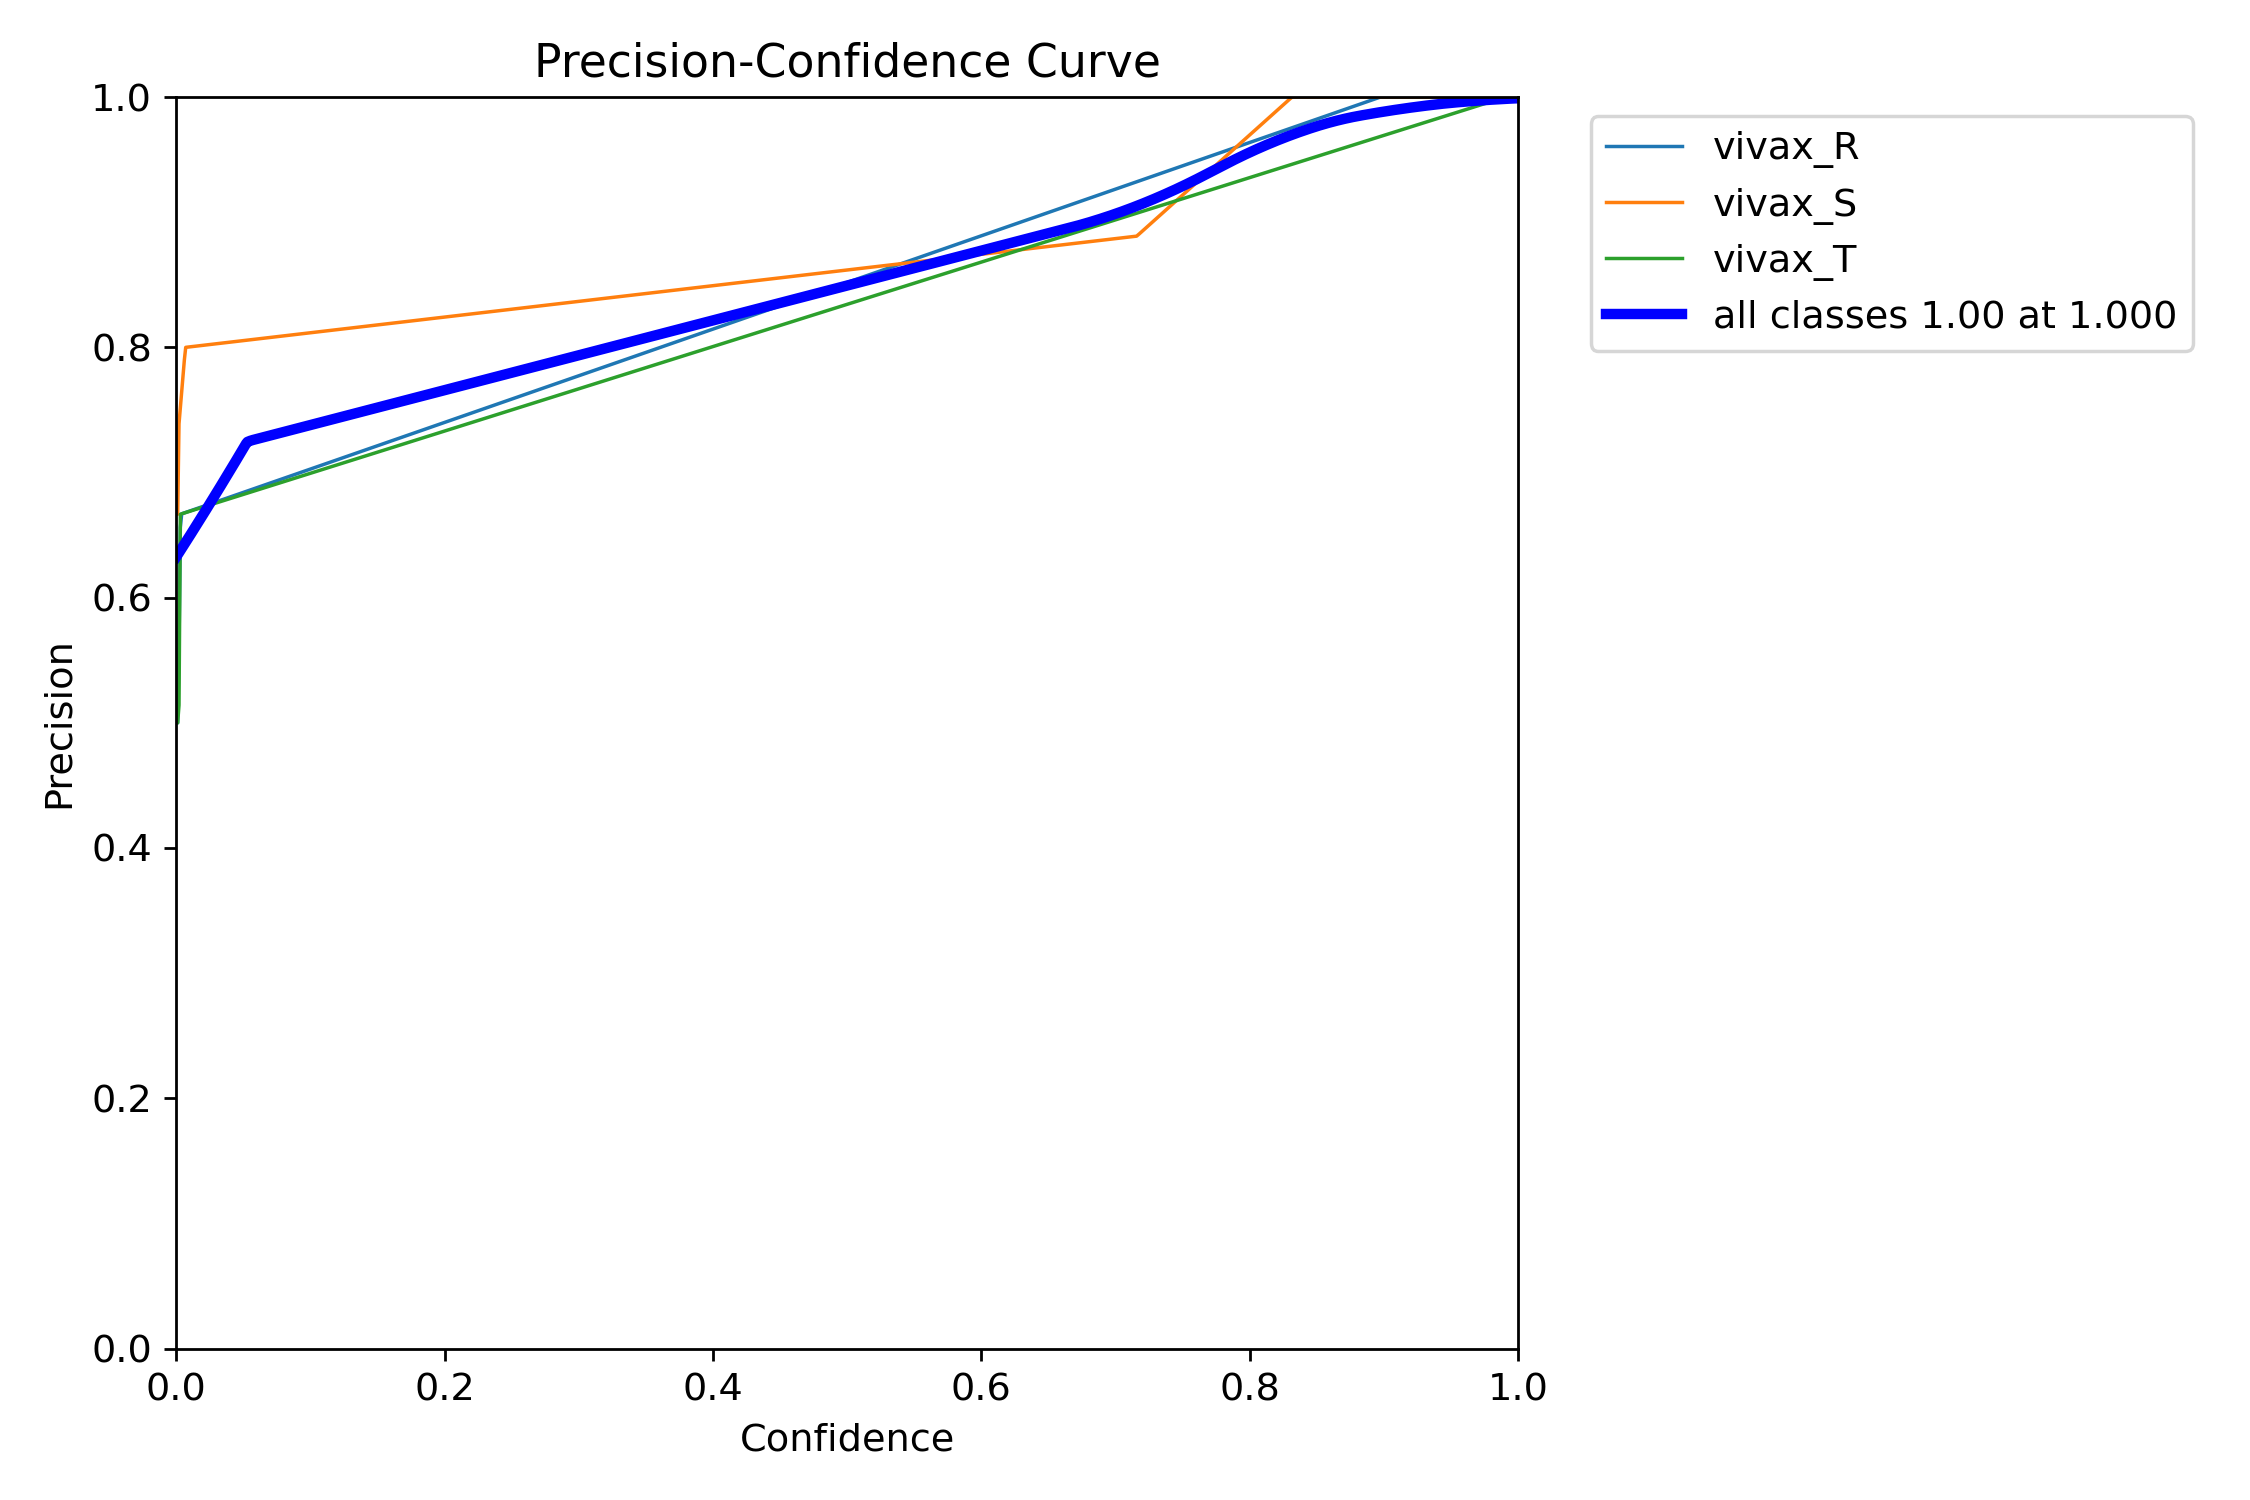 Precision-Confidence Curve
1.0
0.8
0.6
0.4
0.2
0.0
Precision
0.0 0.2 0.4 0.6 0.8 1.0
Confidence
vivax_R
vivax_S
vivax_T
all classes 1.00 at 1.000